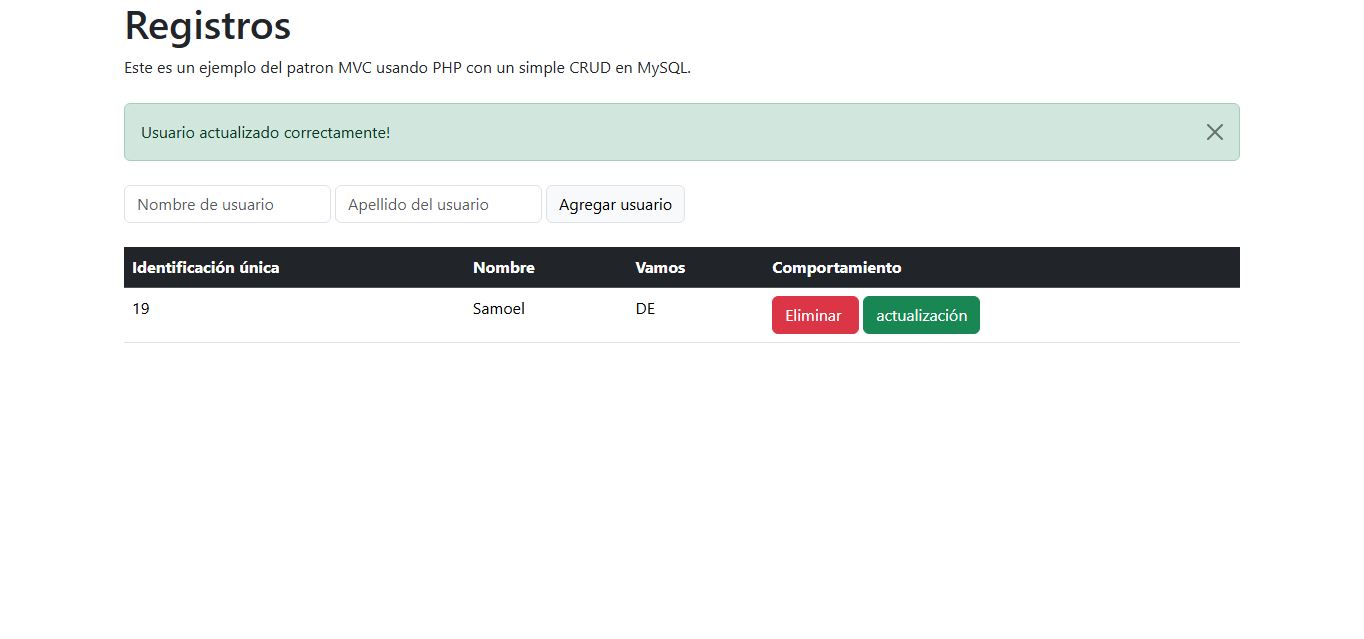 Registros
Este es un ejemplo del patron MVC usando PHP con un simple CRUD en MySQL.
Usuario actualizado correctamente!
Nombre de usuario Apellido del usuario Agregar usuario
Identificación única Nombre Vamos Comportamiento
19 Samoel DE Eliminar actualización